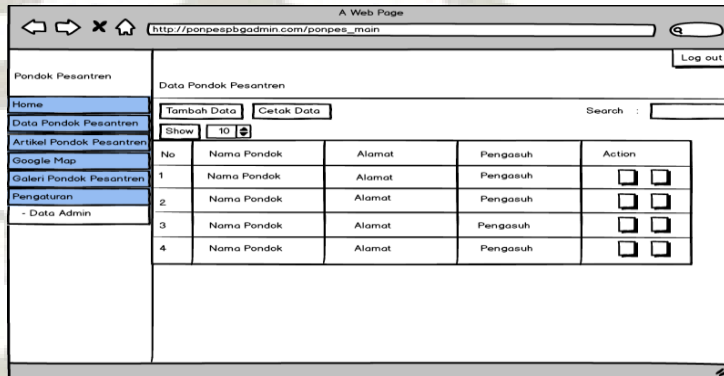 A Web Page
http://ponpespbgadmin.com/ponpes_main
Log out
Pondok Pesantren
Data Pondok Pesantren
Home
Data Pondok Pesantren
Artikel Pondok Pesantren
Google Map
Galeri Pondok Pesantren
Pengaturan
- Data Admin
Tambah Data Cetak Data Search :
Show 10
No Nama Pondok Alamat Pengasuh Action
1 Nama Pondok Alamat Pengasuh
2 Nama Pondok Alamat Pengasuh
3 Nama Pondok Alamat Pengasuh
4 Nama Pondok Alamat Pengasuh